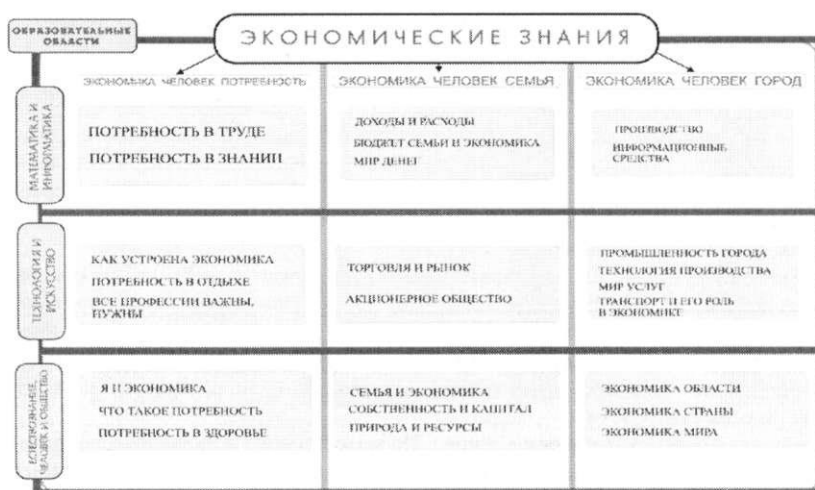 ОБРАЗОВАТЕЛЬНЫЕ
ОБЛАСТИ
ЭКОНОМИЧЕСКИЕ ЗНАНИЯ
ЭКОНОМИКА ЧЕЛОВЕК ПОТРЕБНОСТЬ
ЭКОНОМИКА ЧЕЛОВЕК СЕМЬЯ
ЭКОНОМИКА ЧЕЛОВЕК ГОРОД
МАТЕМАТИКА И
ИНФОРМАТИКА
ПОТРЕБНОСТЬ В ТРУДЕ
ПОТРЕБНОСТЬ В ЗНАНИИ
ДОХОДЫ И РАСХОДЫ
БЮДЖЕТ СЕМЬИ И ЭКОНОМИКА
МИР ДЕНЕГ
ПРОИЗВОДСТВО
ИНФОРМАЦИОННЫЕ
СРЕДСТВА
ТЕХНОЛОГИЯ И
ИСКУССТВО
КАК УСТРОЕНА ЭКОНОМИКА
ПОТРЕБНОСТЬ В ОТДЫХЕ
ВСЕ ПРОФЕССИИ ВАЖНЫ,
НУЖНЫ
ТОРГОВЛЯ И РЫНОК
АКЦИОНЕРНОЕ ОБЩЕСТВО
ПРОМЫШЛЕННОСТЬ ГОРОДА
ТЕХНОЛОГИЯ ПРОИЗВОДСТВА
МИР УСЛУГ
ТРАНСПОРТ И ЕГО РОЛЬ
В ЭКОНОМИКЕ
ЕСТЕСТВОЗНАНИЕ,
ЧЕЛОВЕК И ОБЩЕСТВО
Я И ЭКОНОМИКА
ЧТО ТАКОЕ ПОТРЕБНОСТЬ
ПОТРЕБНОСТЬ В ЗДОРОВЬЕ
СЕМЬЯ И ЭКОНОМИКА
СОБСТВЕННОСТЬ И КАПИТАЛ
ПРИРОДА И РЕСУРСЫ
ЭКОНОМИКА ОБЛАСТИ
ЭКОНОМИКА СТРАНЫ
ЭКОНОМИКА МИРА